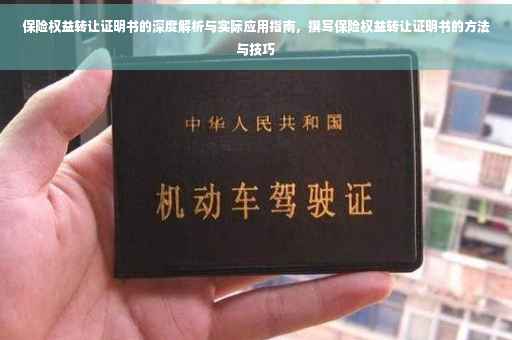 保险权益转让证明书的深度解析与实际应用指南，撰写保险权益转让证明书的方法
与技巧
中华人民共和国
机动车驾驶证